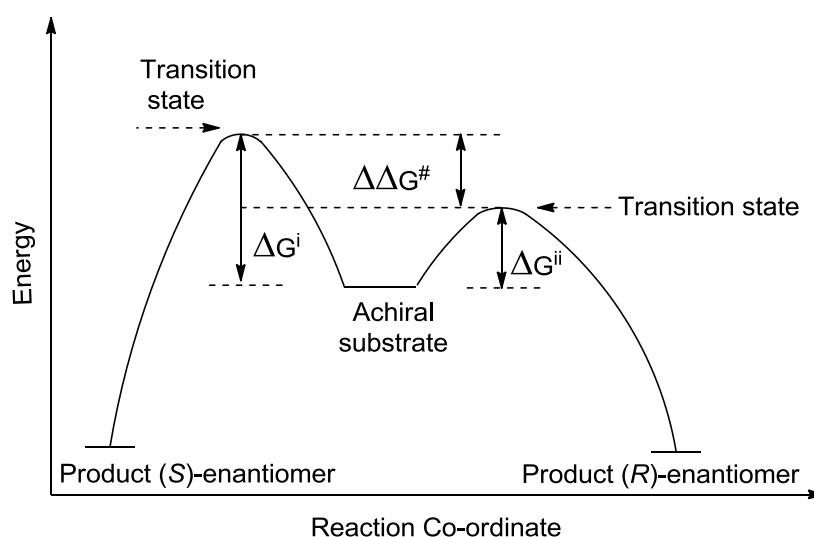 Transition
state
ΔΔG#
Transition state
ΔGi
ΔGii
Energy
Achiral
substrate
Product (S)-enantiomer
Product (R)-enantiomer
Reaction Co-ordinate